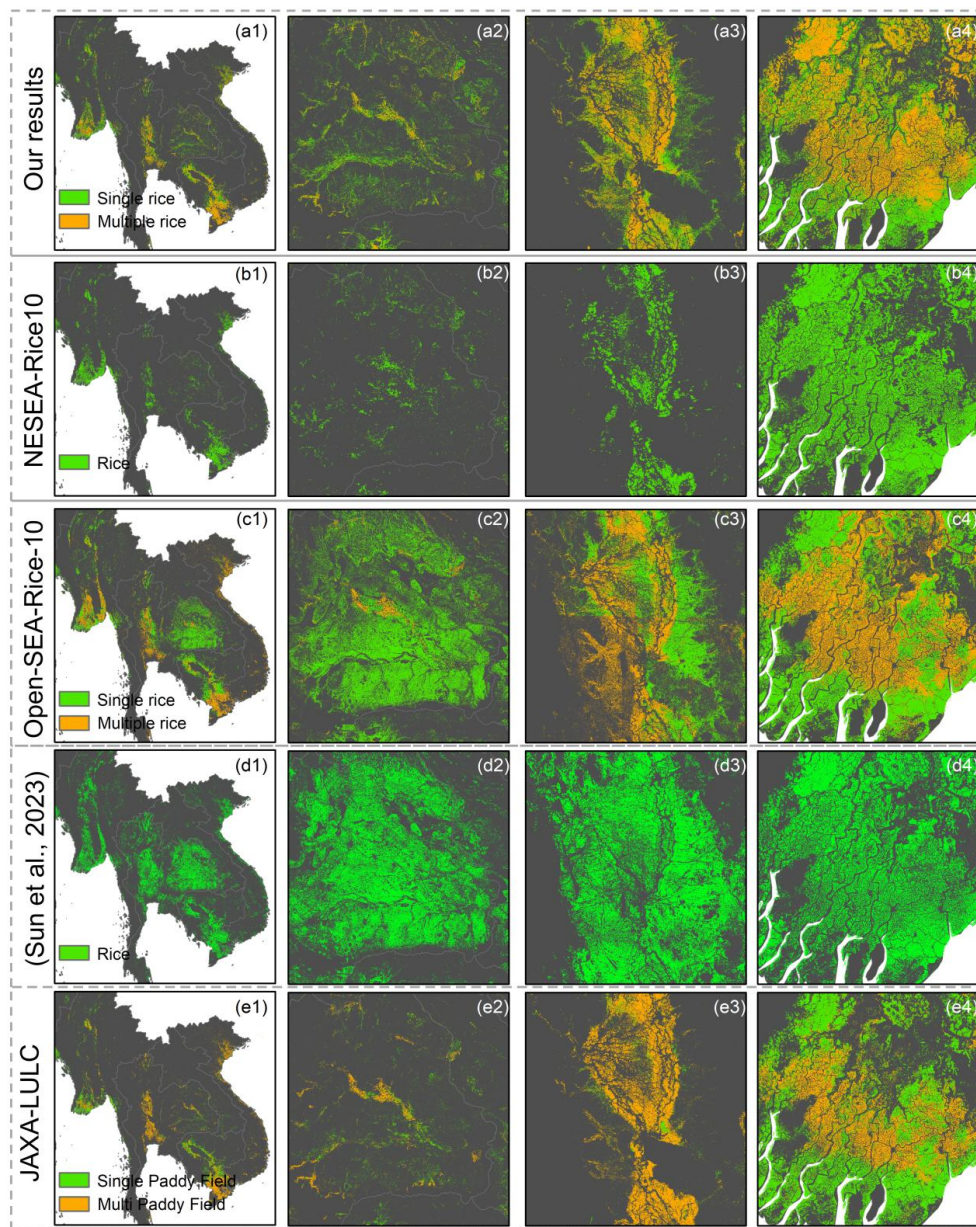 Our results
(a1)
(a2)
(a3)
(a4)
Single rice
Multiple rice
NESEA-Rice10
(b1)
(b2)
(b3)
(b4)
Rice
Open-SEA-Rice-10
(c1)
(c2)
(c3)
(c4)
Single rice
Multiple rice
(Sun et al., 2023)
(d1)
(d2)
(d3)
(d4)
Rice
JAXA-LULC
(e1)
(e2)
(e3)
(e4)
Single Paddy Field
Multi Paddy Field